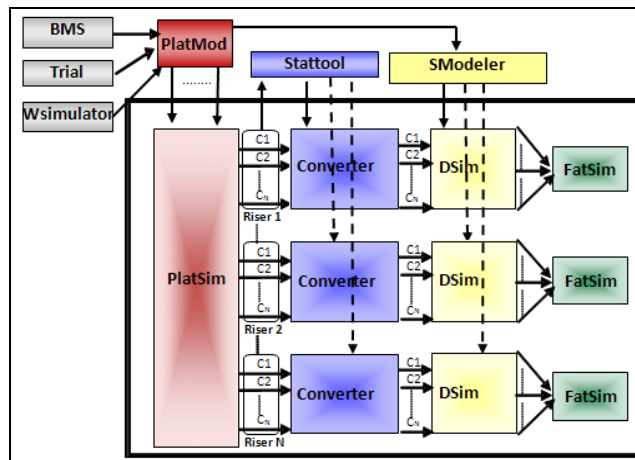 BMS
PlatMod
Trial
Stattool
SModeler
Wsimulator
.........
PlatSim
C1
C2
CN
Riser 1
Converter
C1
C2
CN
DSim
FatSim
C1
C2
CN
Riser 2
Converter
C1
C2
CN
DSim
FatSim
C1
C2
CN
Riser N
Converter
C1
C2
CN
DSim
FatSim